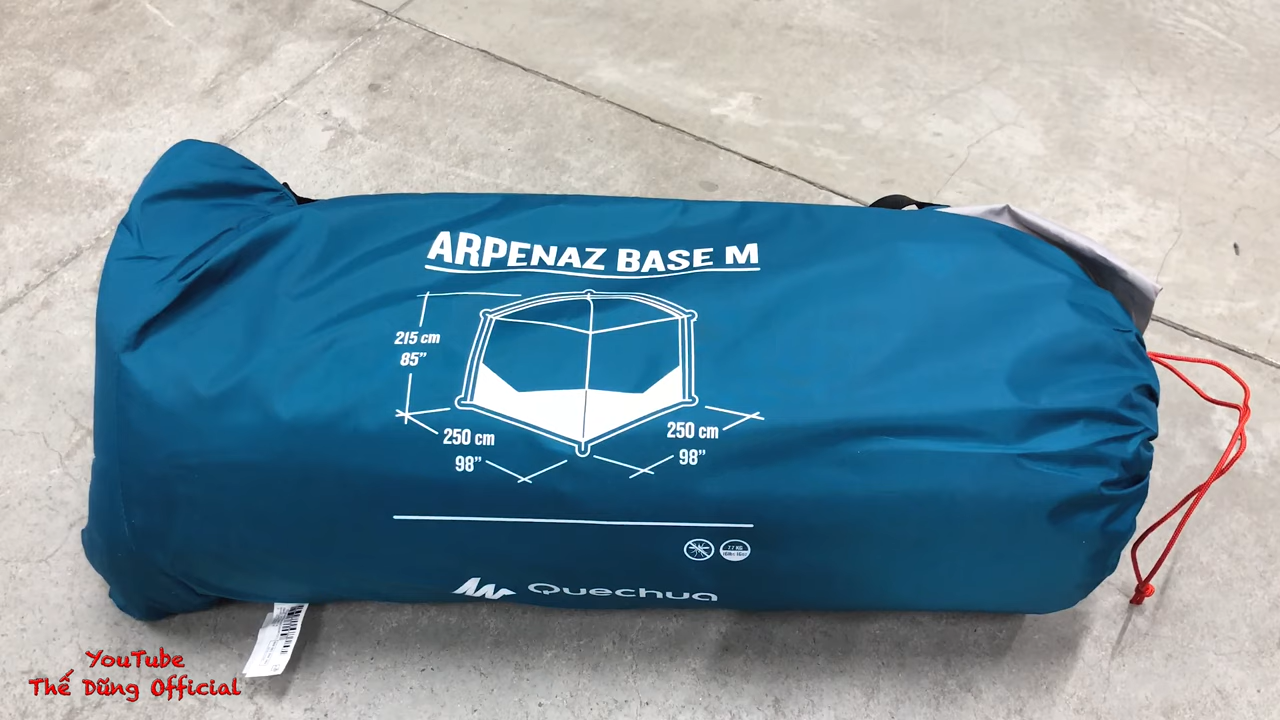 ARPENAZ BASE M
215 cm
85”
250 cm
98”
250 cm
98”
Quechua
YouTube
Thế Dũng Official